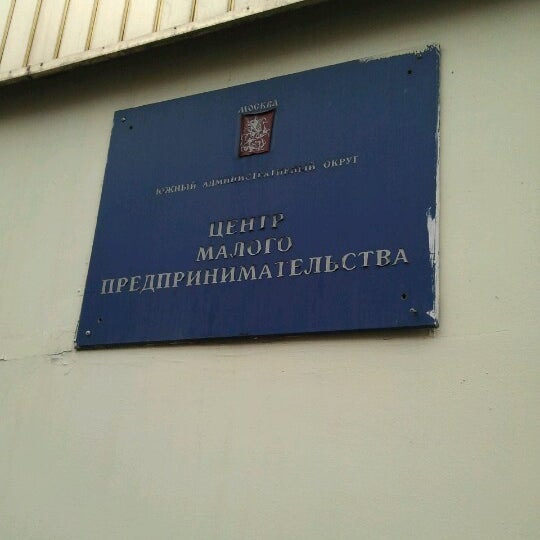 МОСКВА
ЮЖНЫЙ АДМИНИСТРАТИВНЫЙ ОКРУГ
ЦЕНТР
МАЛОГО
ПРЕДПРИНИМАТЕЛЬСТВА